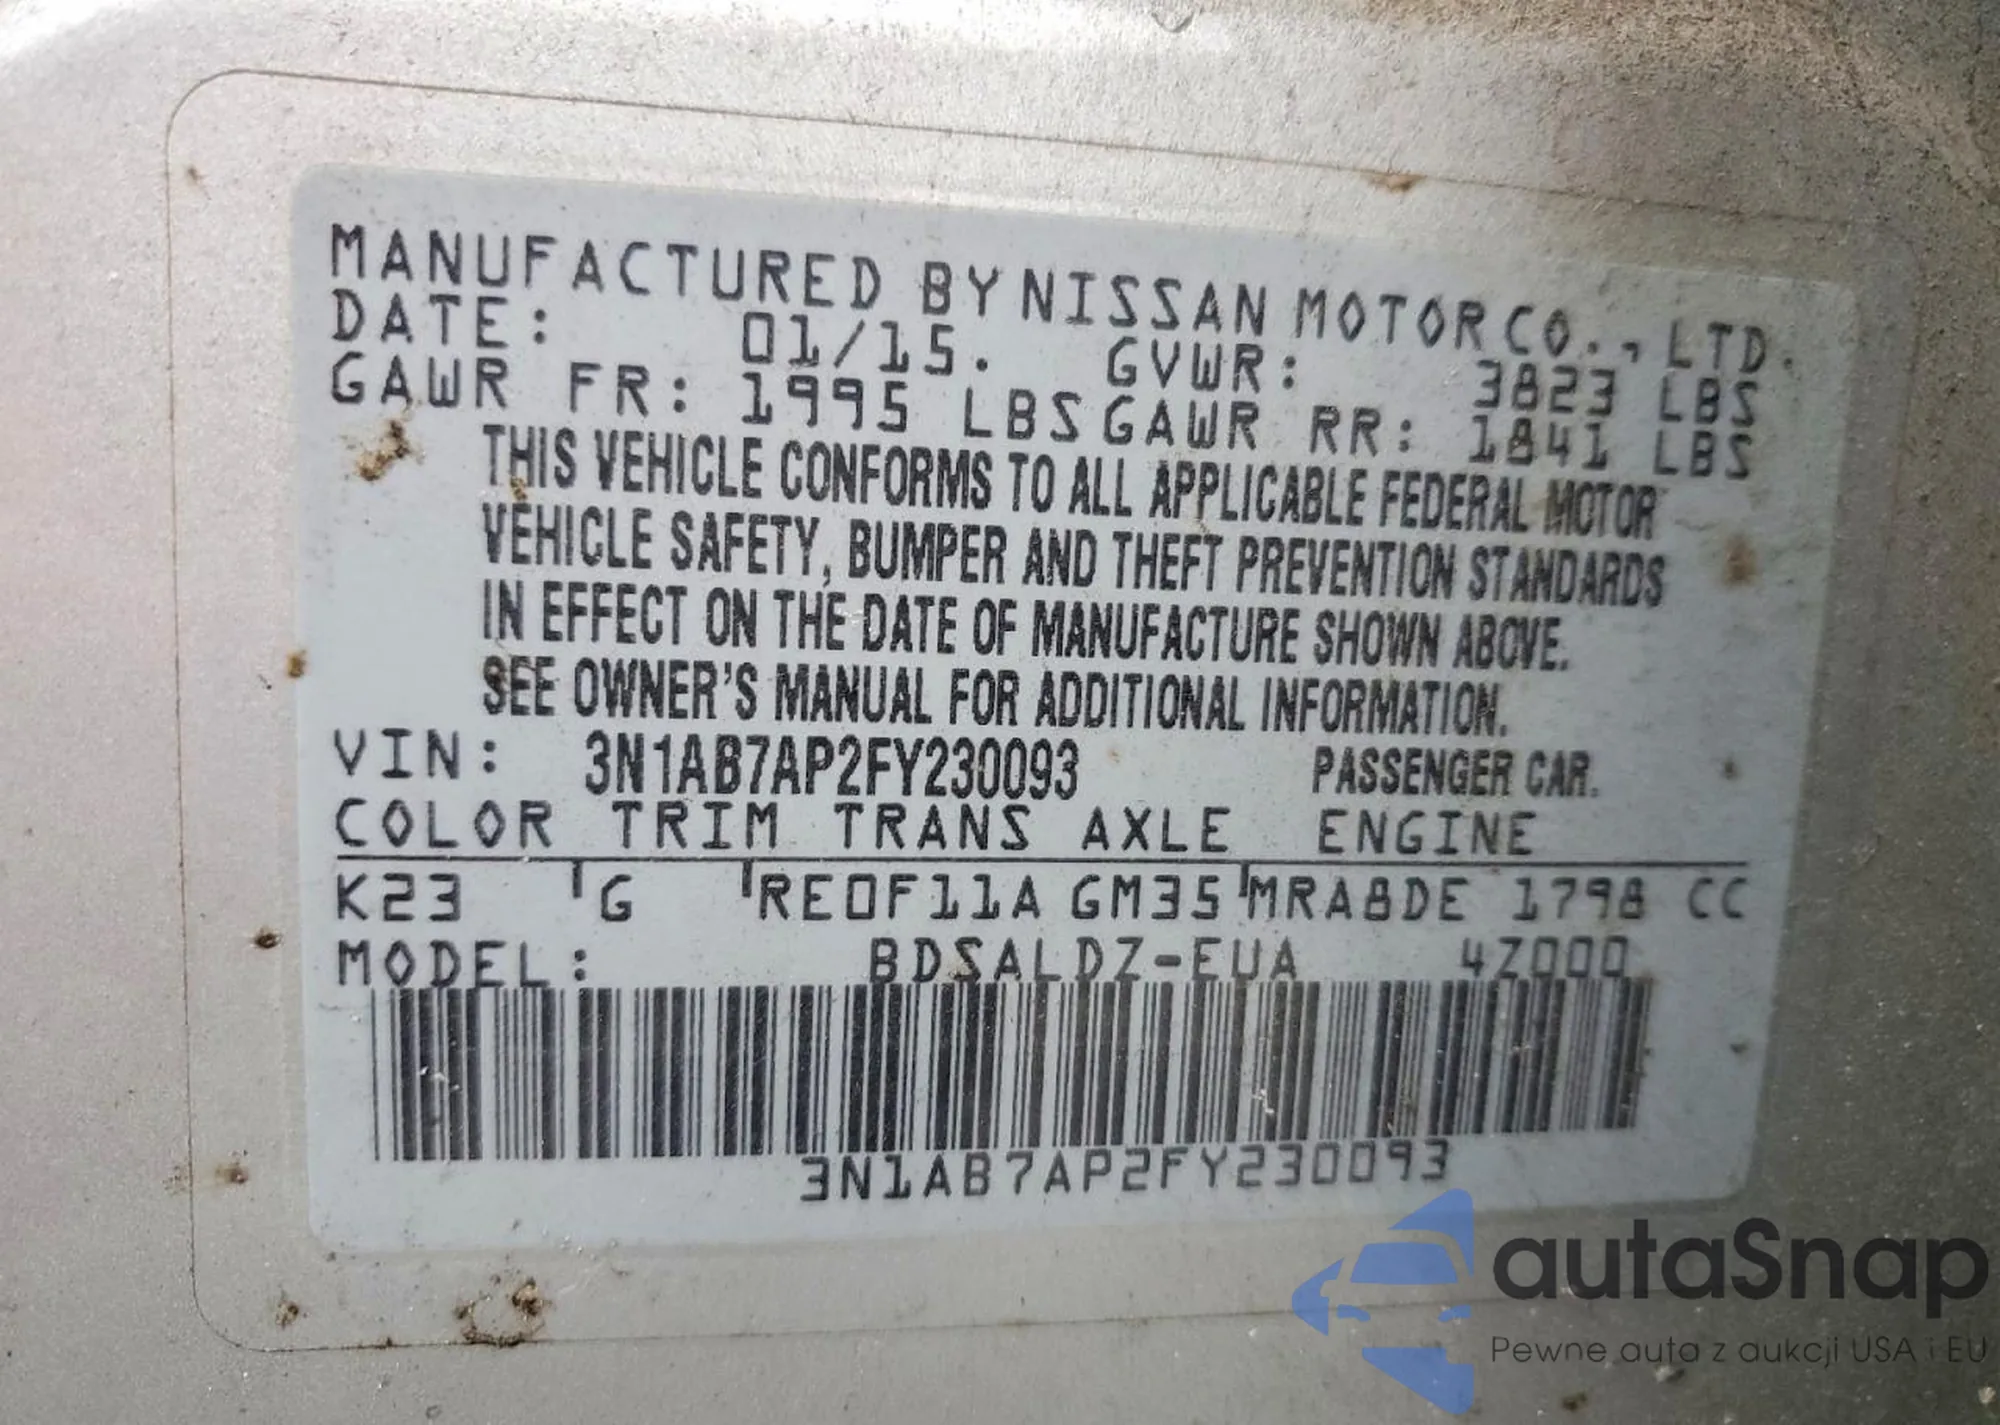 MANUFACTURED BY NISSAN MOTOR CO., LTD.
DATE: 01/15. GVWR: 3823 LBS
GAWR FR: 1995 LBS GAWR RR: 1841 LBS
THIS VEHICLE CONFORMS TO ALL APPLICABLE FEDERAL MOTOR
VEHICLE SAFETY, BUMPER AND THEFT PREVENTION STANDARDS
IN EFFECT ON THE DATE OF MANUFACTURE SHOWN ABOVE.
SEE OWNER'S MANUAL FOR ADDITIONAL INFORMATION.
VIN: 3N1AB7AP2FY230093 PASSENGER CAR.
COLOR TRIM TRANS AXLE ENGINE
K23 G RE0F11A GM35 MRA8DE 1798 CC
MODEL: BDSALDZ-EUA 4Z000
3N1AB7AP2FY230093
autaSnap
Pewne auta z aukcji USA i EU